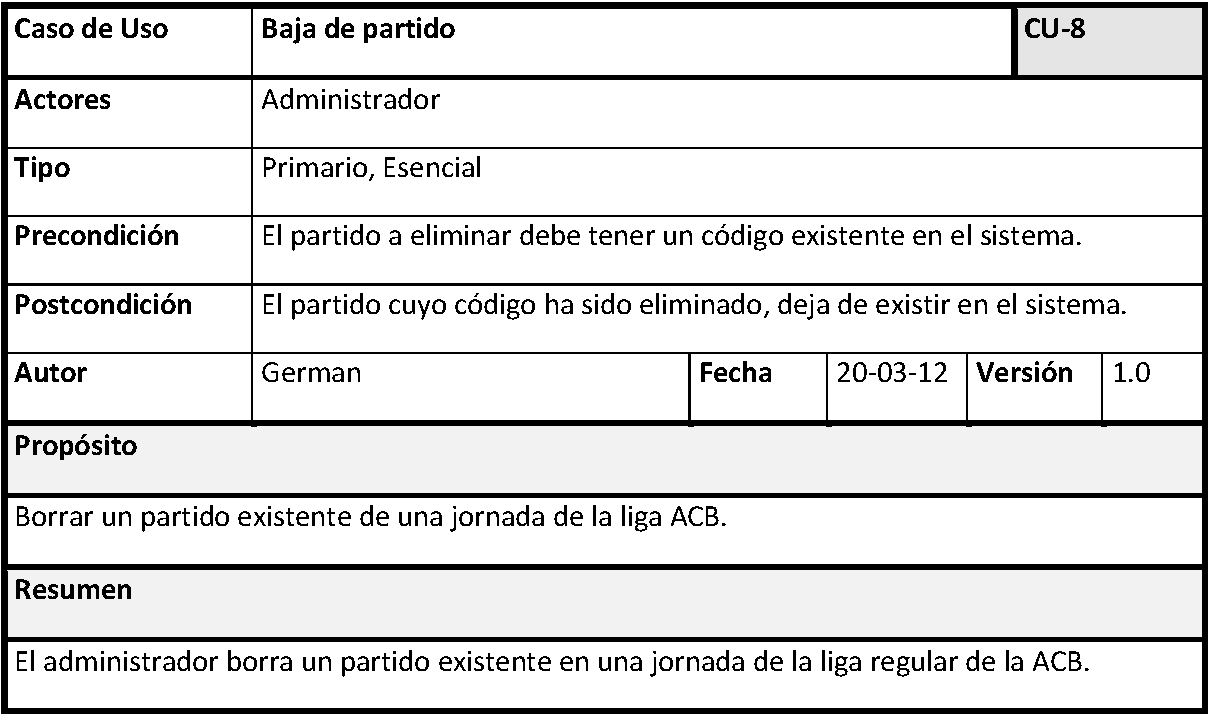 Caso de Uso Baja de partido CU-8
Actores Administrador
Tipo Primario, Esencial
Precondición El partido a eliminar debe tener un código existente en el sistema.
Postcondición El partido cuyo código ha sido eliminado, deja de existir en el sistema.
Autor German Fecha 20-03-12 Versión 1.0
Propósito
Borrar un partido existente de una jornada de la liga ACB.
Resumen
El administrador borra un partido existente en una jornada de la liga regular de la ACB.